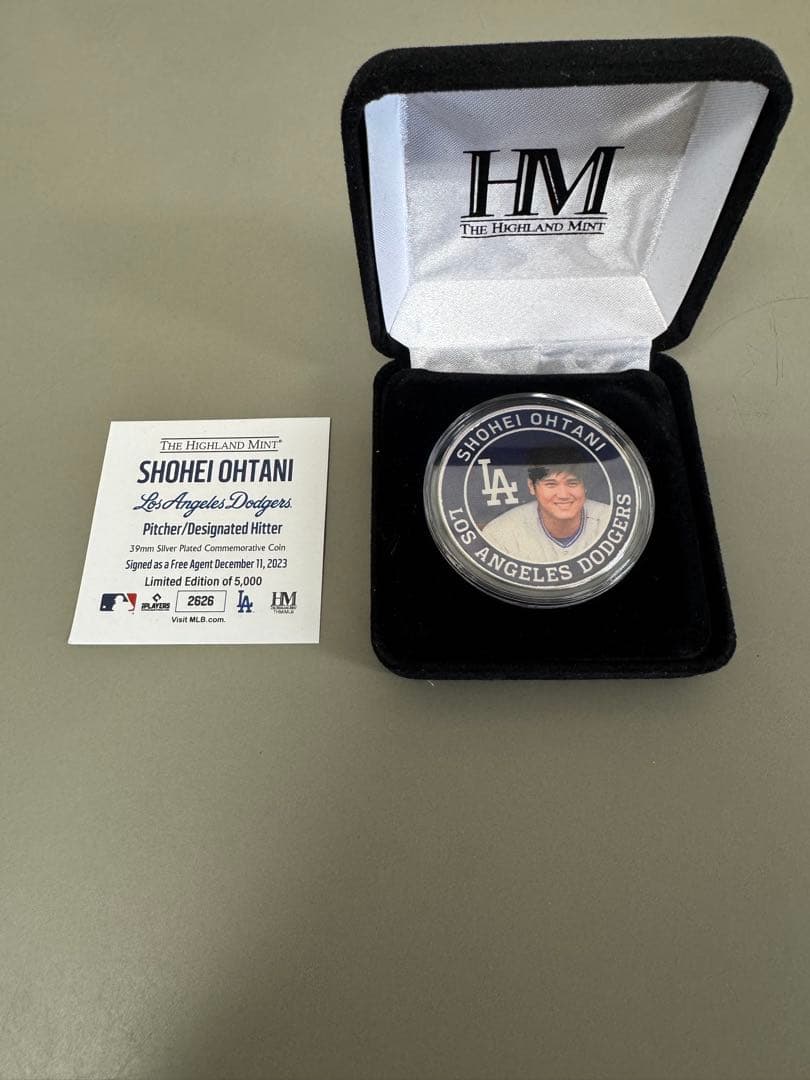 HM
THE HIGHLAND MINT
SHOHEI OHTANI
LA
LOS ANGELES DODGERS
THE HIGHLAND MINT®
SHOHEI OHTANI
Los Angeles Dodgers
Pitcher/Designated Hitter
39mm Silver Plated Commemorative Coin
Signed as a Free Agent December 11, 2023
Limited Edition of 5,000
PLAYERS 2626 LA HM
Visit MLB.com.